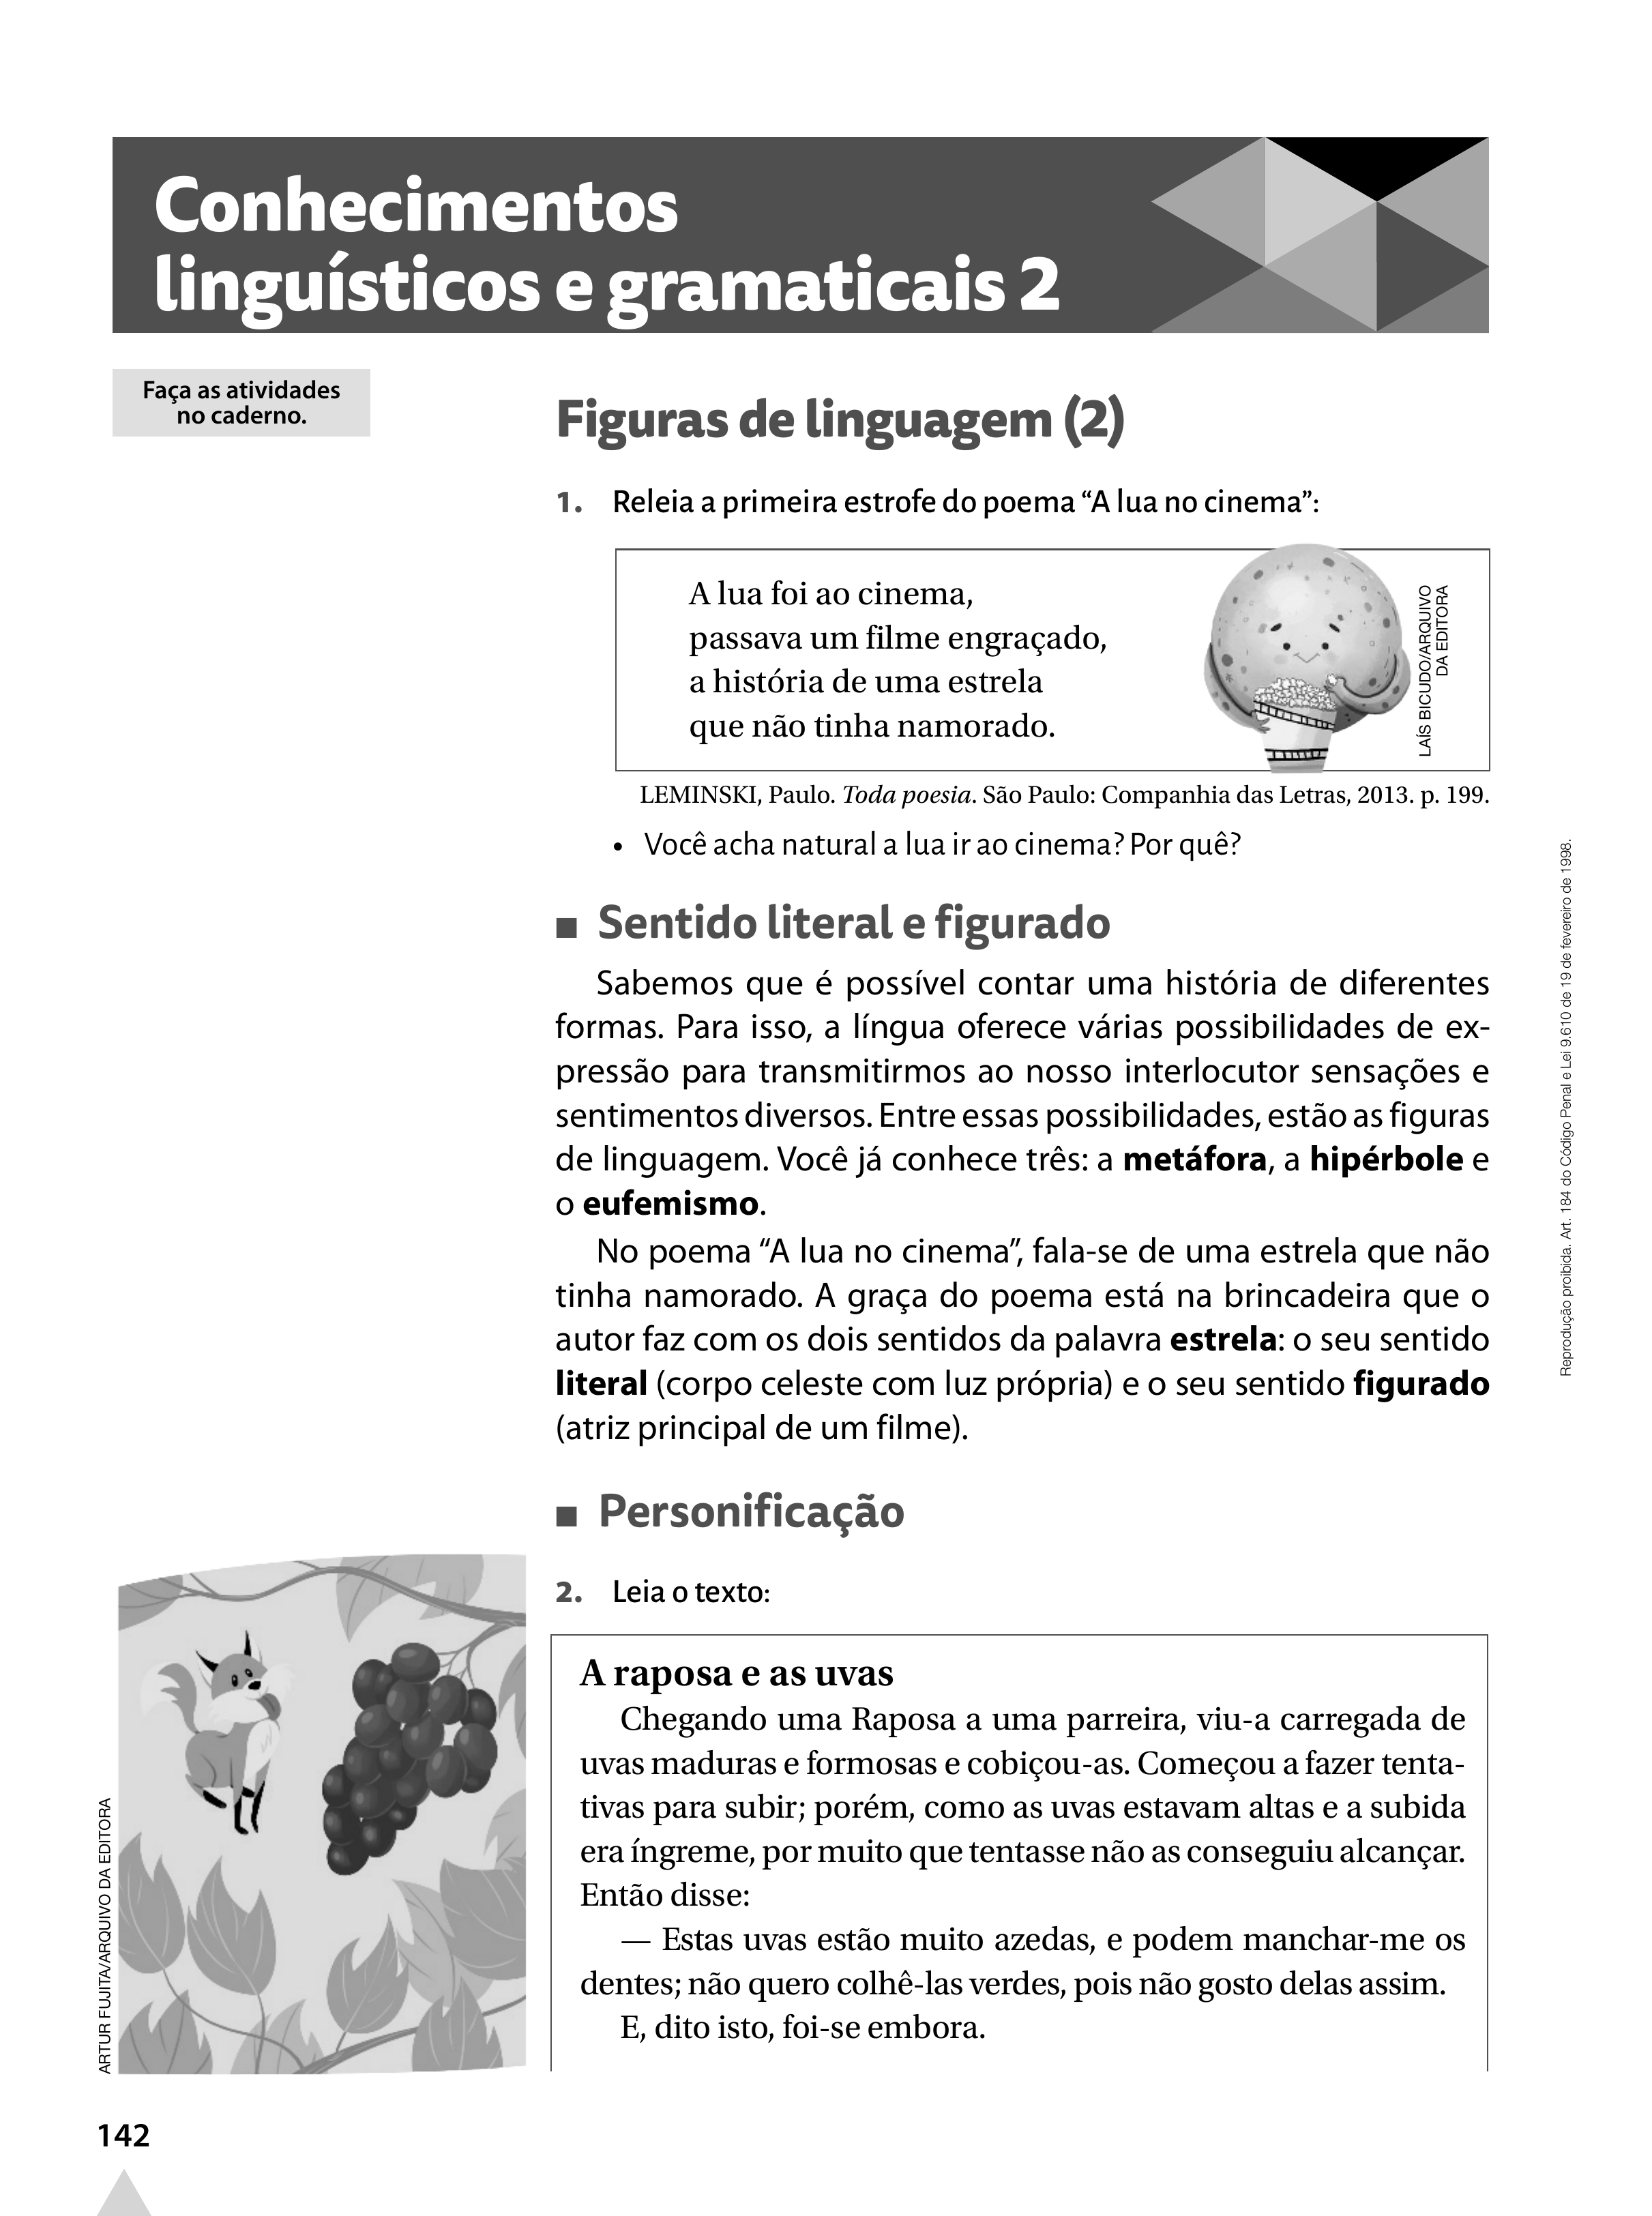 Conhecimentos
linguísticos e gramaticais 2
Faça as atividades
no caderno.
Figuras de linguagem (2)
1. Releia a primeira estrofe do poema “A lua no cinema”:
A lua foi ao cinema,
passava um filme engraçado,
a história de uma estrela
que não tinha namorado.
LAÍS BICUDO/ARQUIVO
DA EDITORA
LEMINSKI, Paulo. Toda poesia. São Paulo: Companhia das Letras, 2013. p. 199.
• Você acha natural a lua ir ao cinema? Por quê?
■ Sentido literal e figurado
Sabemos que é possível contar uma história de diferentes
formas. Para isso, a língua oferece várias possibilidades de ex-
pressão para transmitirmos ao nosso interlocutor sensações e
sentimentos diversos. Entre essas possibilidades, estão as figuras
de linguagem. Você já conhece três: a metáfora, a hipérbole e
o eufemismo.
No poema “A lua no cinema”, fala-se de uma estrela que não
tinha namorado. A graça do poema está na brincadeira que o
autor faz com os dois sentidos da palavra estrela: o seu sentido
literal (corpo celeste com luz própria) e o seu sentido figurado
(atriz principal de um filme).
■ Personificação
2. Leia o texto:
A raposa e as uvas
Chegando uma Raposa a uma parreira, viu-a carregada de
uvas maduras e formosas e cobiçou-as. Começou a fazer tenta-
tivas para subir; porém, como as uvas estavam altas e a subida
era íngreme, por muito que tentasse não as conseguiu alcançar.
Então disse:
— Estas uvas estão muito azedas, e podem manchar-me os
dentes; não quero colhê-las verdes, pois não gosto delas assim.
E, dito isto, foi-se embora.
ARTUR FUJITA/ARQUIVO DA EDITORA
Reprodução proibida. Art. 184 do Código Penal e Lei 9.610 de 19 de fevereiro de 1998.
142